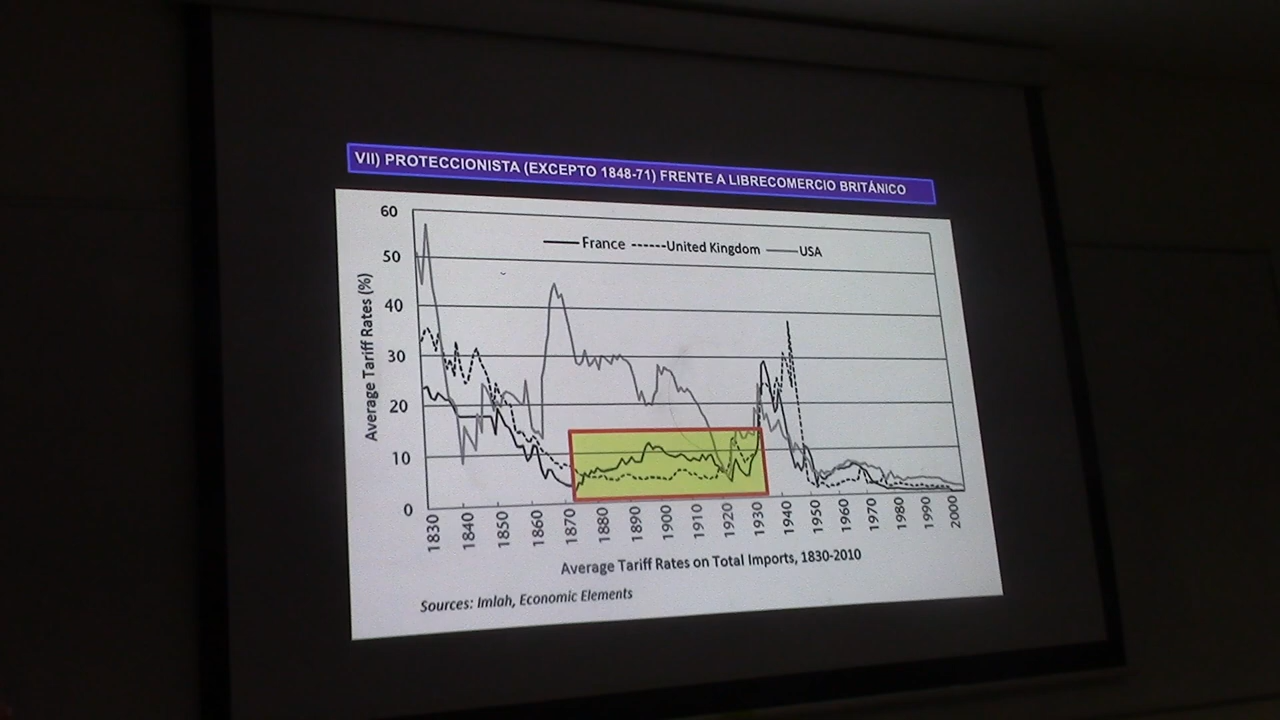 VII) PROTECCIONISTA (EXCEPTO 1848-71) FRENTE A LIBRECOMERCIO BRITÁNICO
60
France United Kingdom USA
50
40
30
20
10
0
Average Tariff Rates (%)
1830 1840 1850 1860 1870 1880 1890 1900 1910 1920 1930 1940 1950 1960 1970 1980 1990 2000
Average Tariff Rates on Total Imports, 1830-2010
Sources: Imlah, Economic Elements